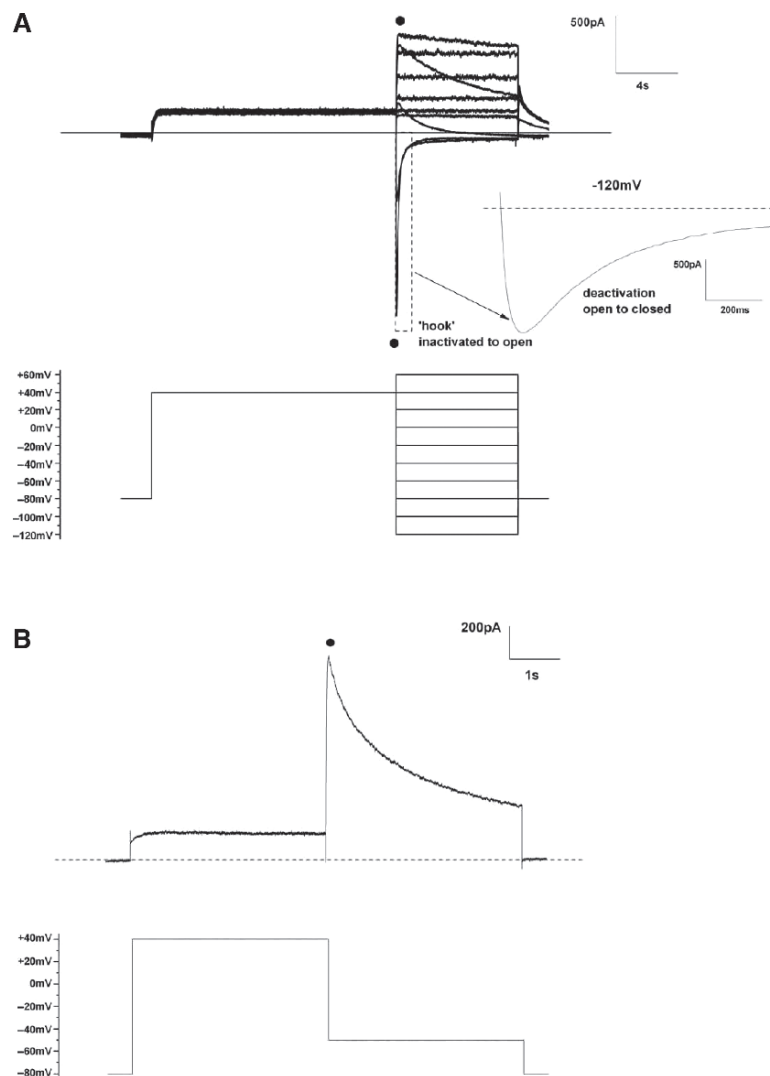 A
500pA
4s
-120mV
500pA
200ms
deactivation
open to closed
'hook'
inactivated to open
+60mV
+40mV
+20mV
0mV
−20mV
−40mV
−60mV
−80mV
−100mV
−120mV
B
200pA
1s
+40mV
+20mV
0mV
−20mV
−40mV
−60mV
−80mV